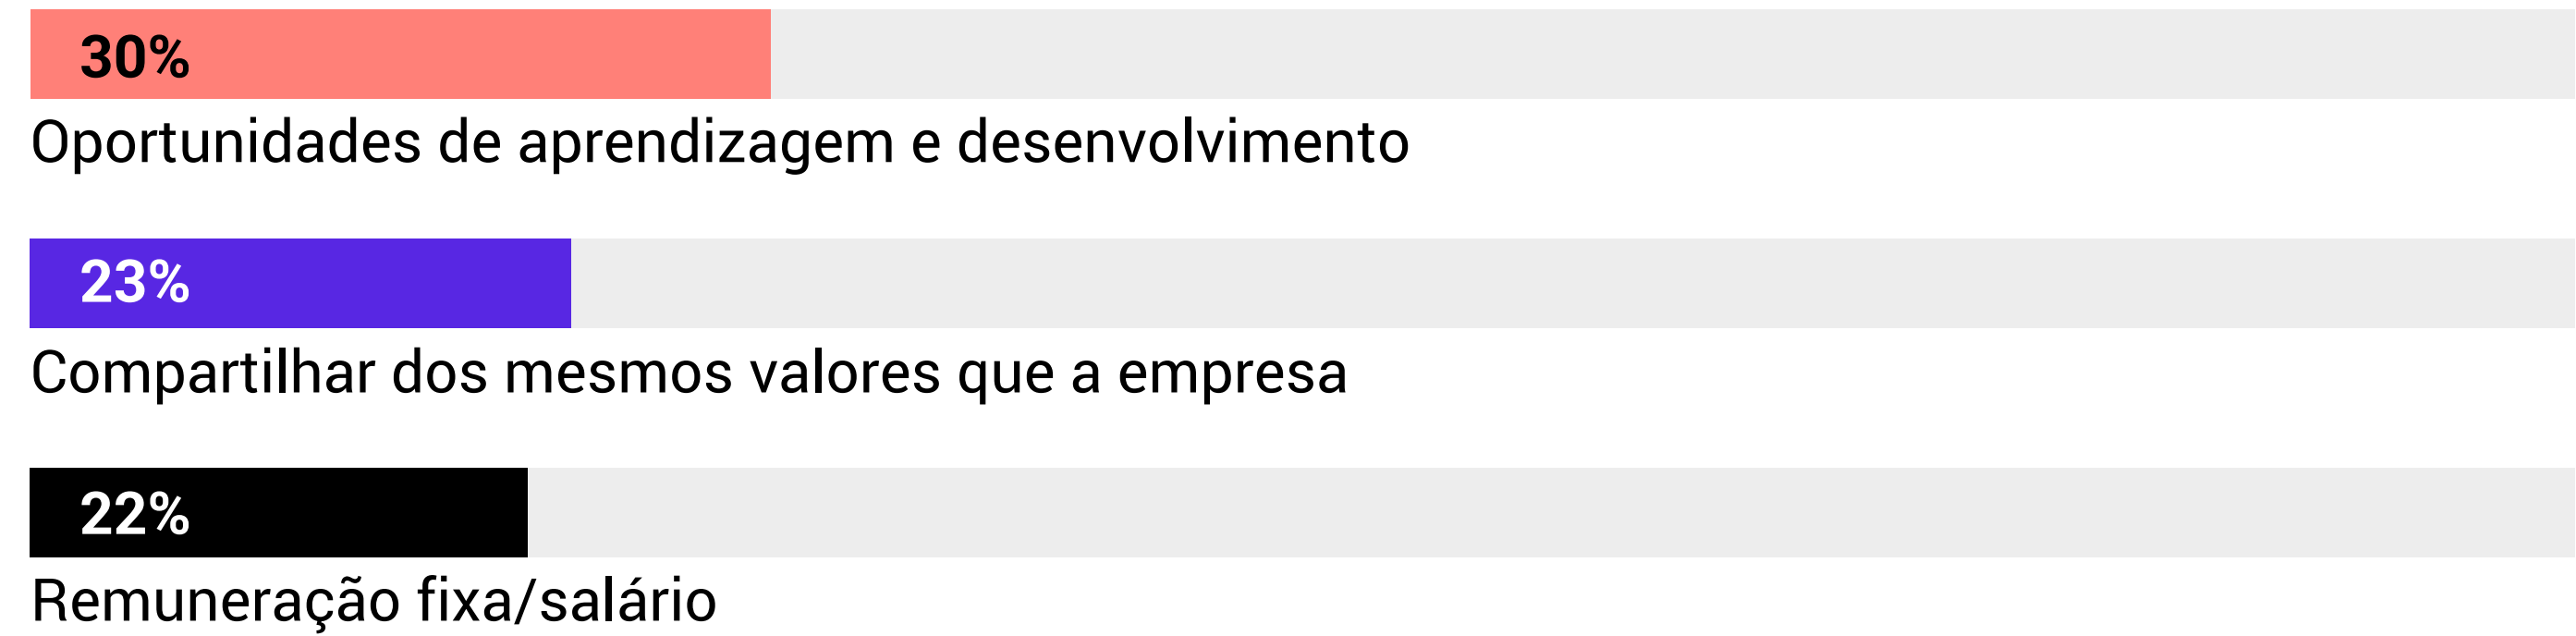 30%
Oportunidades de aprendizagem e desenvolvimento
23%
Compartilhar dos mesmos valores que a empresa
22%
Remuneração fixa/salário